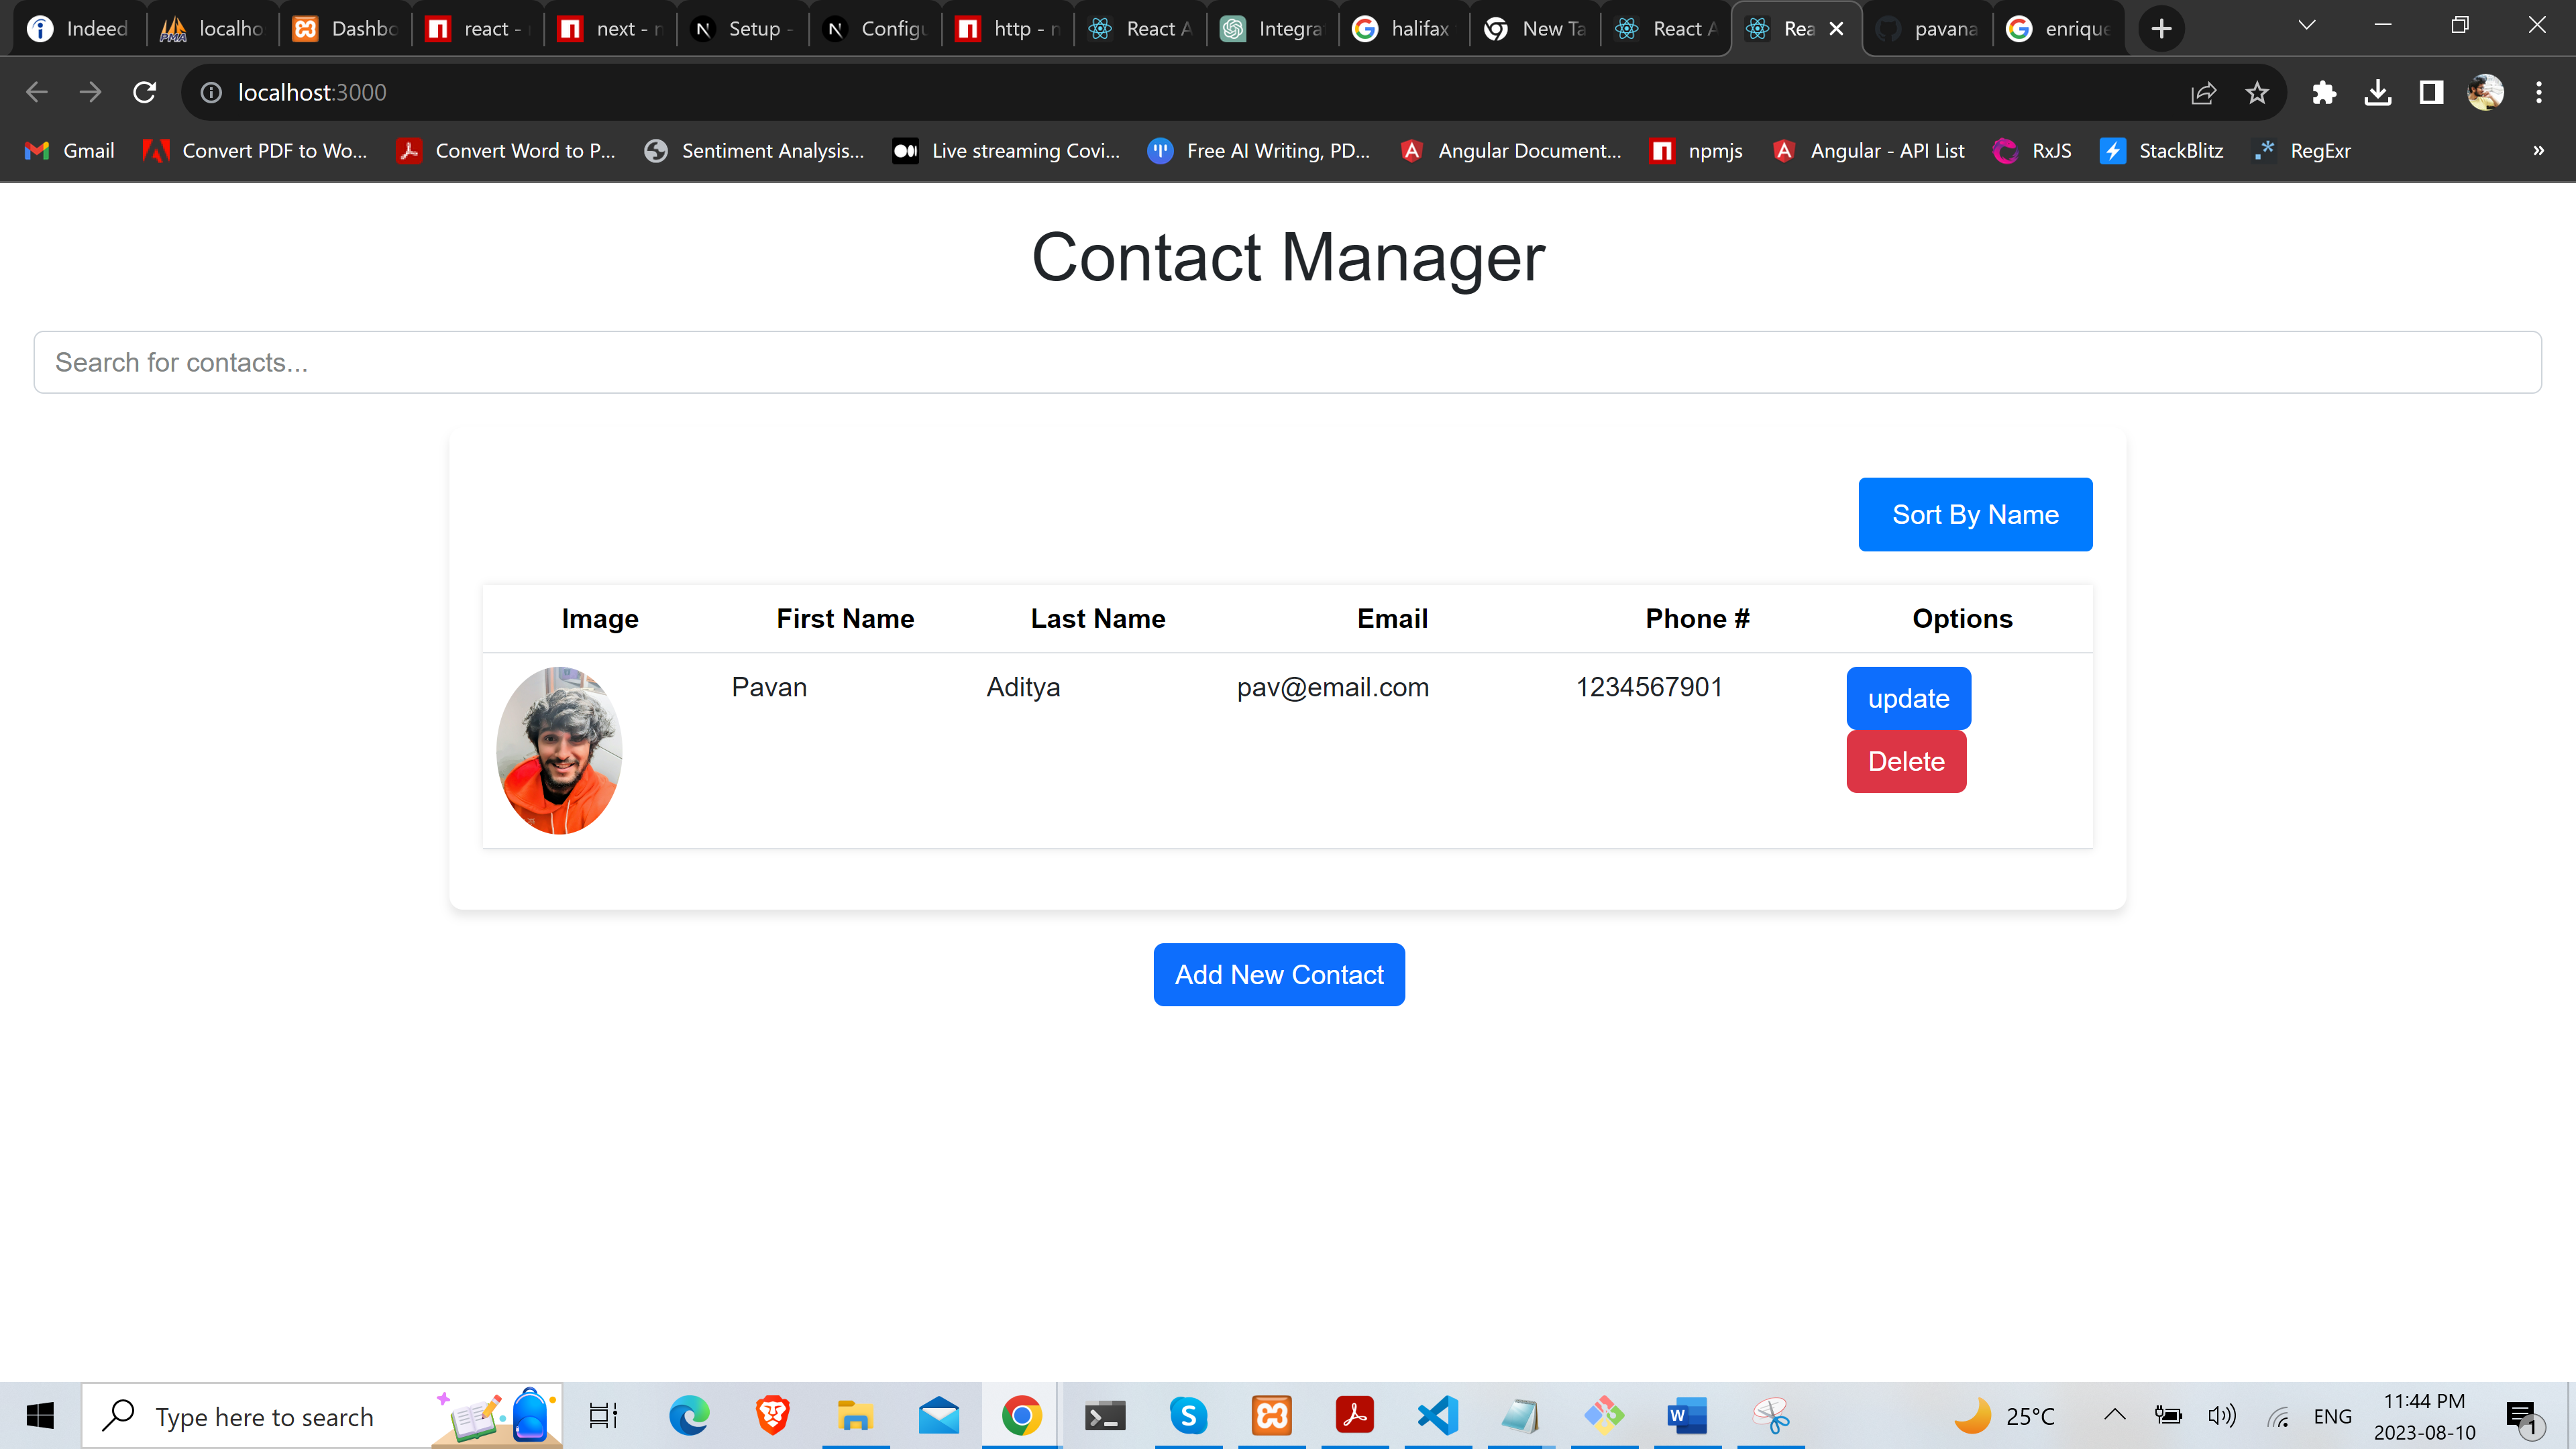 Indeed
localho
Dashbo
react -
next - n
Setup -
Configu
http - n
React A
Integra
halifax
New Ta
React A
Rea
pavana
enrique
localhost:3000
Gmail
Convert PDF to Wo...
Convert Word to P...
Sentiment Analysis...
Live streaming Covi...
Free AI Writing, PD...
Angular Document...
npmjs
Angular - API List
RxJS
StackBlitz
RegExr
»
Contact Manager
Search for contacts...
Sort By Name
Image First Name Last Name Email Phone # Options
Pavan Aditya pav@email.com 1234567901 update
Delete
Add New Contact
Type here to search
25°C
ENG
11:44 PM
2023-08-10
1